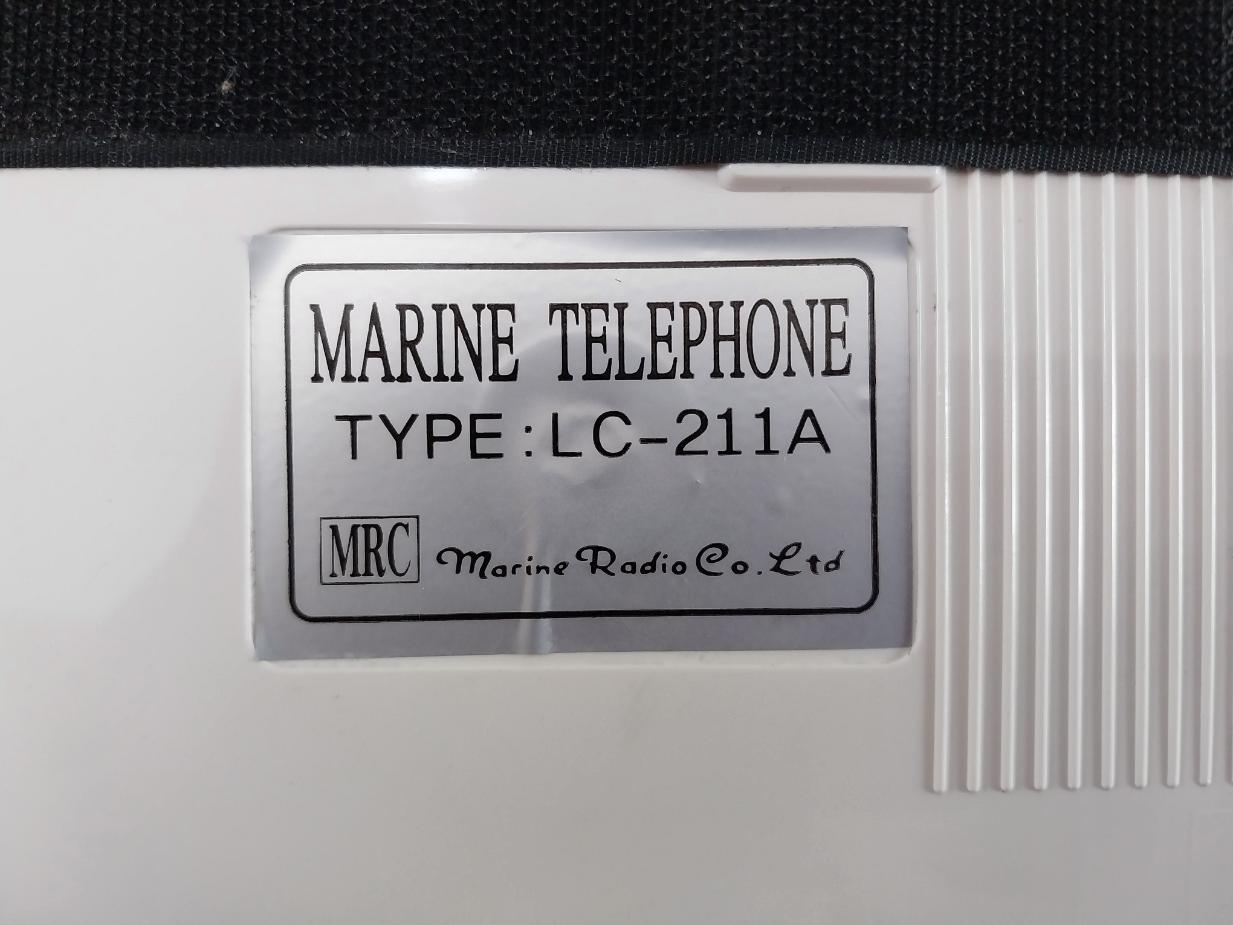 MARINE TELEPHONE
TYPE : LC-211A
MRC Marine Radio Co. Ltd